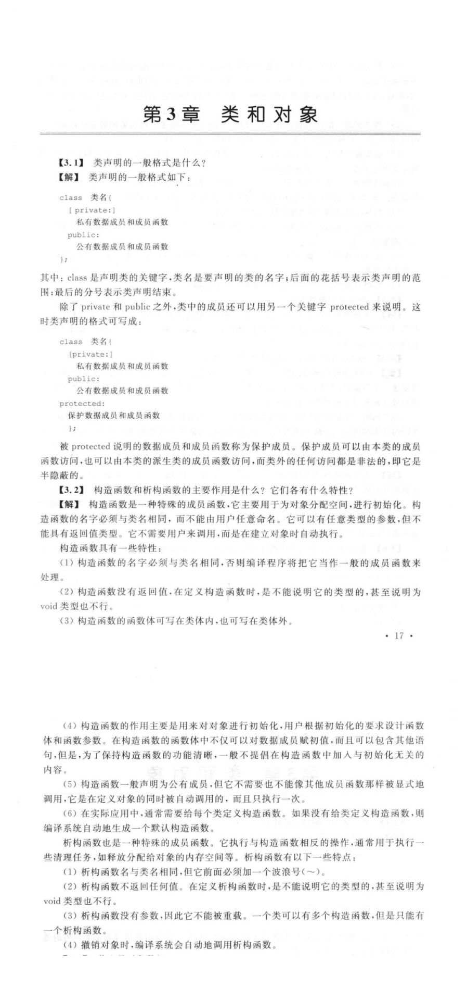 第3章 类和对象
【3.1】 类声明的一般格式是什么?
【解】 类声明的一般格式如下:
class 类名{
[private:]
私有数据成员和成员函数
public:
公有数据成员和成员函数
};
其中: class 是声明类的关键字,类名是要声明的类的名字;后面的花括号表示类声明的范
围;最后的分号表示类声明结束。
除了 private 和 public 之外,类中的成员还可以用另一个关键字 protected 来说明。这
时类声明的格式可写成:
class 类名{
[private:]
私有数据成员和成员函数
public:
公有数据成员和成员函数
protected:
保护数据成员和成员函数
};
被 protected 说明的数据成员和成员函数称为保护成员。保护成员可以由本类的成员
函数访问,也可以由本类的派生类的成员函数访问,而类外的任何访问都是非法的,即它是
半隐蔽的。
【3.2】 构造函数和析构函数的主要作用是什么? 它们各有什么特性?
【解】 构造函数是一种特殊的成员函数,它主要用于为对象分配空间,进行初始化。构
造函数的名字必须与类名相同, 而不能由用户任意命名。它可以有任意类型的参数,但不
能具有返回值类型。它不需要用户来调用,而是在建立对象时自动执行。
构造函数具有一些特性:
(1) 构造函数的名字必须与类名相同,否则编译程序将把它当作一般的成员函数来
处理。
(2) 构造函数没有返回值,在定义构造函数时,是不能说明它的类型的,甚至说明为
void 类型也不行。
(3) 构造函数的函数体可写在类体内,也可写在类体外。
• 17 •
(4) 构造函数的作用主要是用来对对象进行初始化,用户根据初始化的要求设计函数
体和函数参数。在构造函数的函数体中不仅可以对数据成员赋初值,而且可以包含其他语
句,但是,为了保持构造函数的功能清晰,一般不提倡在构造函数中加入与初始化无关的
内容。
(5) 构造函数一般声明为公有成员,但它不需要也不能像其他成员函数那样被显式地
调用,它是在定义对象的同时被自动调用的, 而且只执行一次。
(6) 在实际应用中,通常需要给每个类定义构造函数。如果没有给类定义构造函数,则
编译系统自动地生成一个默认构造函数。
析构函数也是一种特殊的成员函数。它执行与构造函数相反的操作,通常用于执行一
些清理任务,如释放分配给对象的内存空间等。析构函数有以下一些特点:
(1) 析构函数名与类名相同,但它前面必须加一个波浪号(~)。
(2) 析构函数不返回任何值。在定义析构函数时,是不能说明它的类型的,甚至说明为
void 类型也不行。
(3) 析构函数没有参数,因此它不能被重载。一个类可以有多个构造函数,但是只能有
一个析构函数。
(4) 撤销对象时,编译系统会自动地调用析构函数。